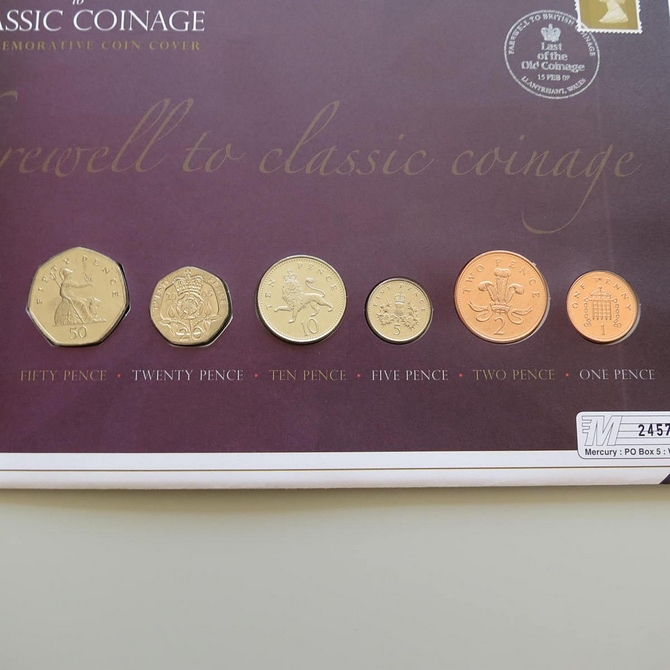 to
ASSIC COINAGE
EMORATIVE COIN COVER
FAREWELL TO BRITISH COINAGE
Last
of the
Old Coinage
15 FEB 0?
LLANTRISANT, WALES
rewell to classic coinage
FIFTY PENCE
50
TWENTY PENCE
TEN PENCE
10
FIVE PENCE
5
TWO PENCE
2
ONE PENNY
1
FIFTY PENCE • TWENTY PENCE • TEN PENCE • FIVE PENCE • TWO PENCE • ONE PENCE
M 2457
Mercury : PO Box 5 : W